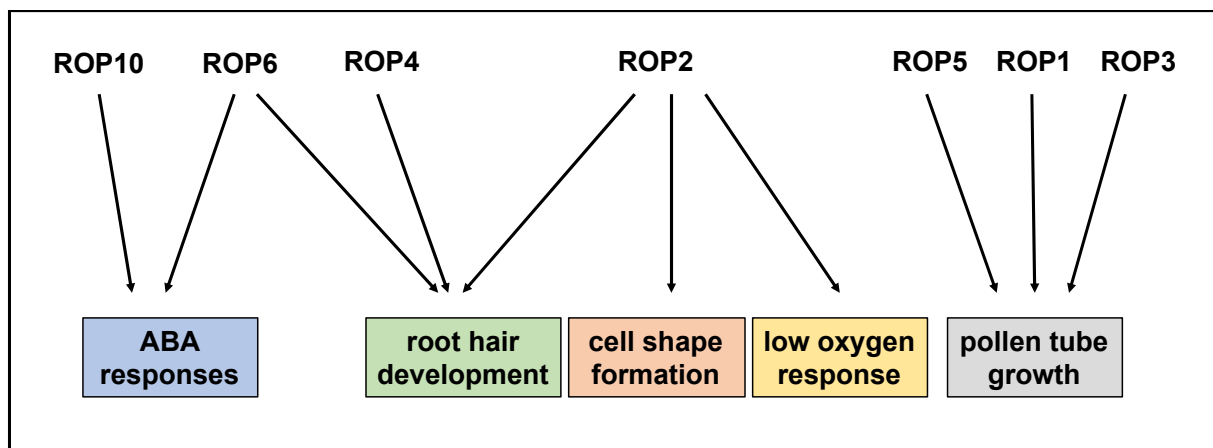 ROP10 ROP6 ROP4 ROP2 ROP5 ROP1 ROP3
ABA
responses
root hair
development
cell shape
formation
low oxygen
response
pollen tube
growth